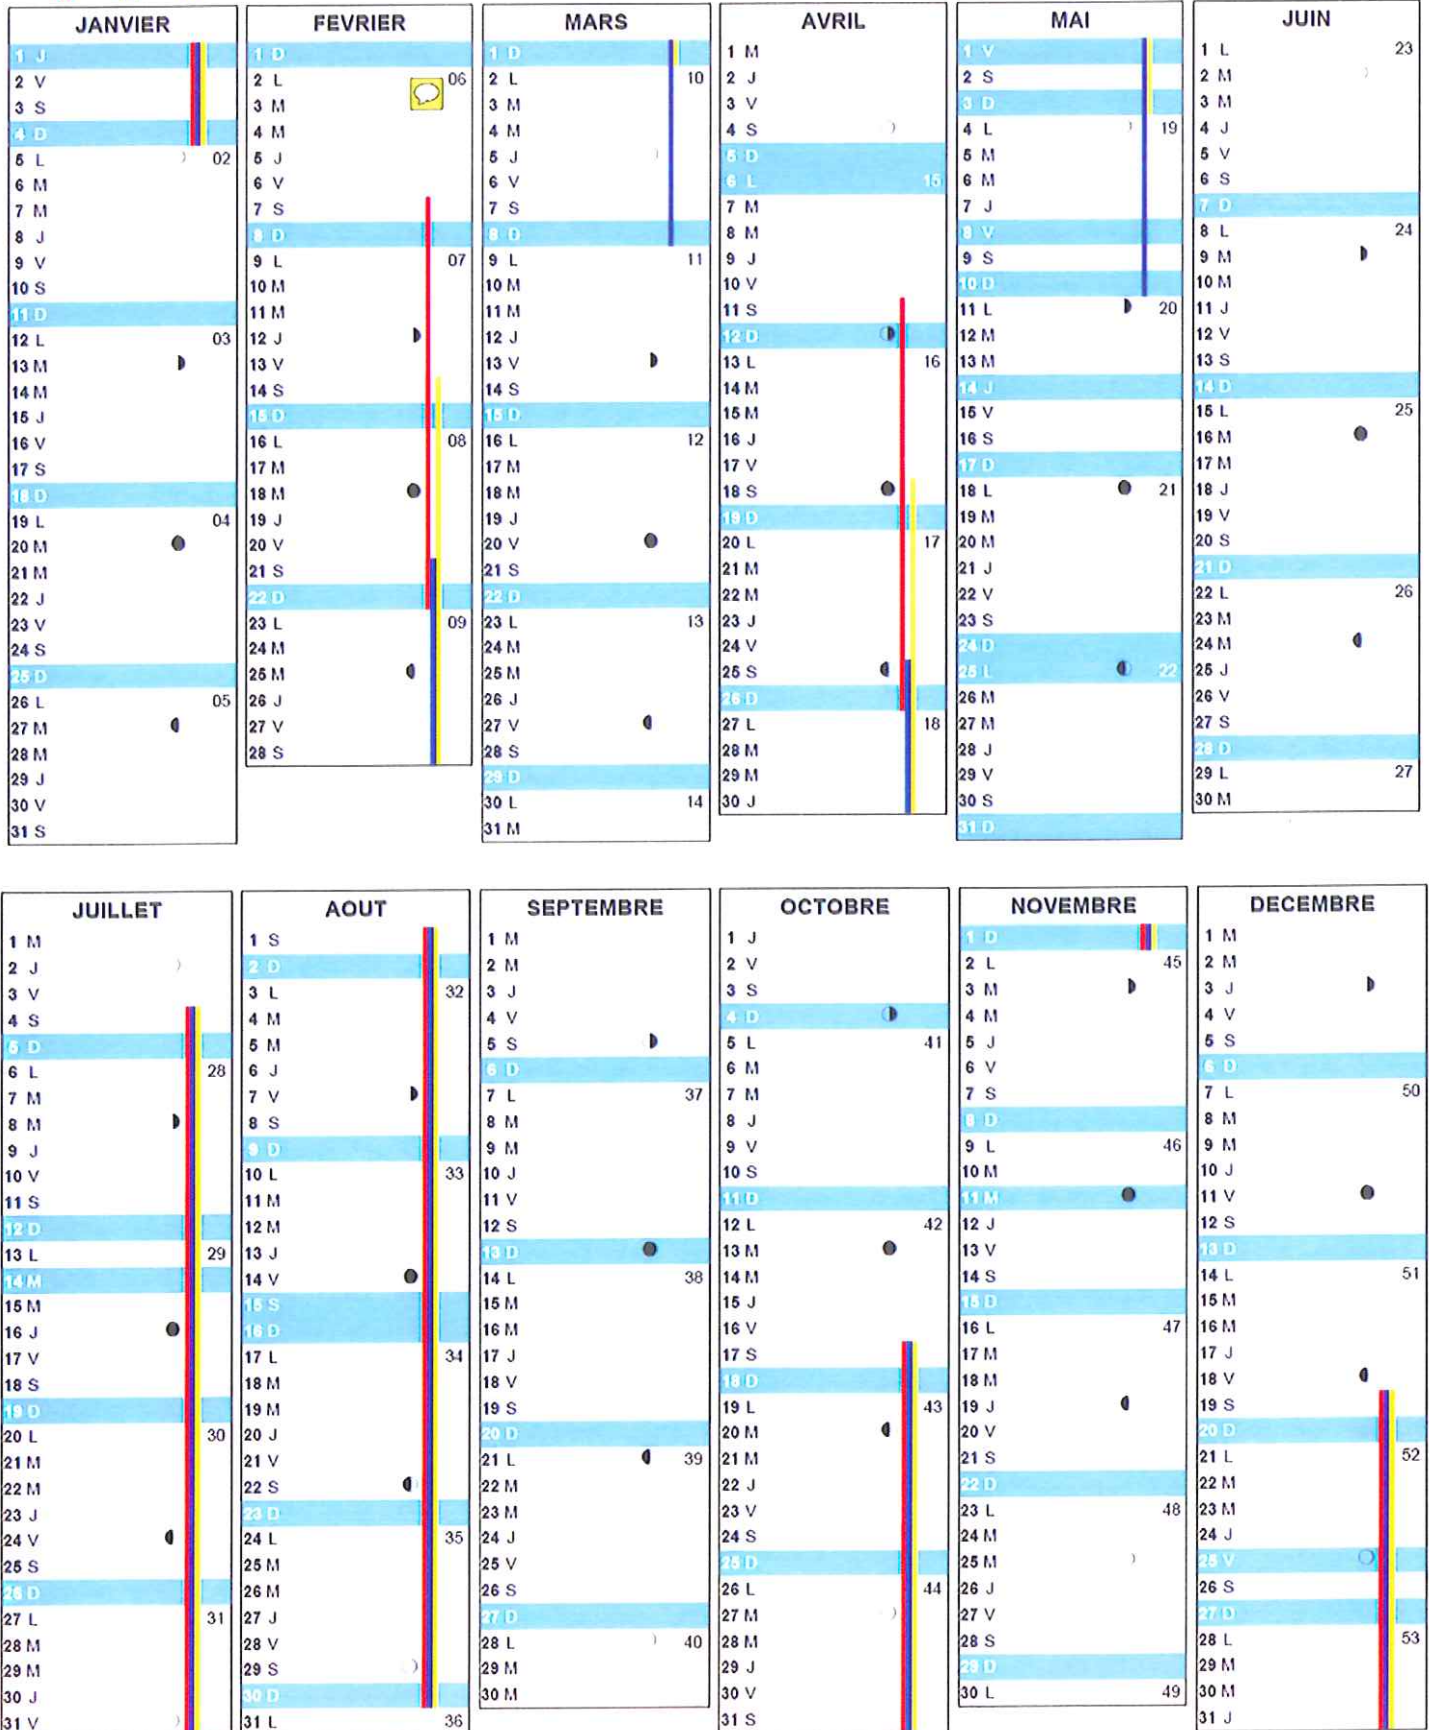 JANVIER
1 J
2 V
3 S
4 D
5 L 02
6 M
7 M
8 J
9 V
10 S
11 D
12 L 03
13 M
14 M
15 J
16 V
17 S
18 D
19 L 04
20 M
21 M
22 J
23 V
24 S
25 D
26 L 05
27 M
28 M
29 J
30 V
31 S
FEVRIER
1 D
2 L 06
3 M
4 M
5 J
6 V
7 S
8 D
9 L 07
10 M
11 M
12 J
13 V
14 S
15 D
16 L 08
17 M
18 M
19 J
20 V
21 S
22 D
23 L 09
24 M
25 M
26 J
27 V
28 S
MARS
1 D
2 L 10
3 M
4 M
5 J
6 V
7 S
8 D
9 L 11
10 M
11 M
12 J
13 V
14 S
15 D
16 L 12
17 M
18 M
19 J
20 V
21 S
22 D
23 L 13
24 M
25 M
26 J
27 V
28 S
29 D
30 L 14
31 M
AVRIL
1 M
2 J
3 V
4 S
5 D
6 L 15
7 M
8 M
9 J
10 V
11 S
12 D
13 L 16
14 M
15 M
16 J
17 V
18 S
19 D
20 L 17
21 M
22 M
23 J
24 V
25 S
26 D
27 L 18
28 M
29 M
30 J
MAI
1 V
2 S
3 D
4 L 19
5 M
6 M
7 J
8 V
9 S
10 D
11 L 20
12 M
13 M
14 J
15 V
16 S
17 D
18 L 21
19 M
20 M
21 J
22 V
23 S
24 D
25 L 22
26 M
27 M
28 J
29 V
30 S
31 D
JUIN
1 L 23
2 M
3 M
4 J
5 V
6 S
7 D
8 L 24
9 M
10 M
11 J
12 V
13 S
14 D
15 L 25
16 M
17 M
18 J
19 V
20 S
21 D
22 L 26
23 M
24 M
25 J
26 V
27 S
28 D
29 L 27
30 M
JUILLET
1 M
2 J
3 V
4 S
5 D
6 L 28
7 M
8 M
9 J
10 V
11 S
12 D
13 L 29
14 M
15 M
16 J
17 V
18 S
19 D
20 L 30
21 M
22 M
23 J
24 V
25 S
26 D
27 L 31
28 M
29 M
30 J
31 V
AOUT
1 S
2 D
3 L 32
4 M
5 M
6 J
7 V
8 S
9 D
10 L 33
11 M
12 M
13 J
14 V
15 S
16 D
17 L 34
18 M
19 M
20 J
21 V
22 S
23 D
24 L 35
25 M
26 M
27 J
28 V
29 S
30 D
31 L 36
SEPTEMBRE
1 M
2 M
3 J
4 V
5 S
6 D
7 L 37
8 M
9 M
10 J
11 V
12 S
13 D
14 L 38
15 M
16 M
17 J
18 V
19 S
20 D
21 L 39
22 M
23 M
24 J
25 V
26 S
27 D
28 L 40
29 M
30 M
OCTOBRE
1 J
2 V
3 S
4 D
5 L 41
6 M
7 M
8 J
9 V
10 S
11 D
12 L 42
13 M
14 M
15 J
16 V
17 S
18 D
19 L 43
20 M
21 M
22 J
23 V
24 S
25 D
26 L 44
27 M
28 M
29 J
30 V
31 S
NOVEMBRE
1 D
2 L 45
3 M
4 M
5 J
6 V
7 S
8 D
9 L 46
10 M
11 M
12 J
13 V
14 S
15 D
16 L 47
17 M
18 M
19 J
20 V
21 S
22 D
23 L 48
24 M
25 M
26 J
27 V
28 S
29 D
30 L 49
DECEMBRE
1 M
2 M
3 J
4 V
5 S
6 D
7 L 50
8 M
9 M
10 J
11 V
12 S
13 D
14 L 51
15 M
16 M
17 J
18 V
19 S
20 D
21 L 52
22 M
23 M
24 J
25 V
26 S
27 D
28 L 53
29 M
30 M
31 J